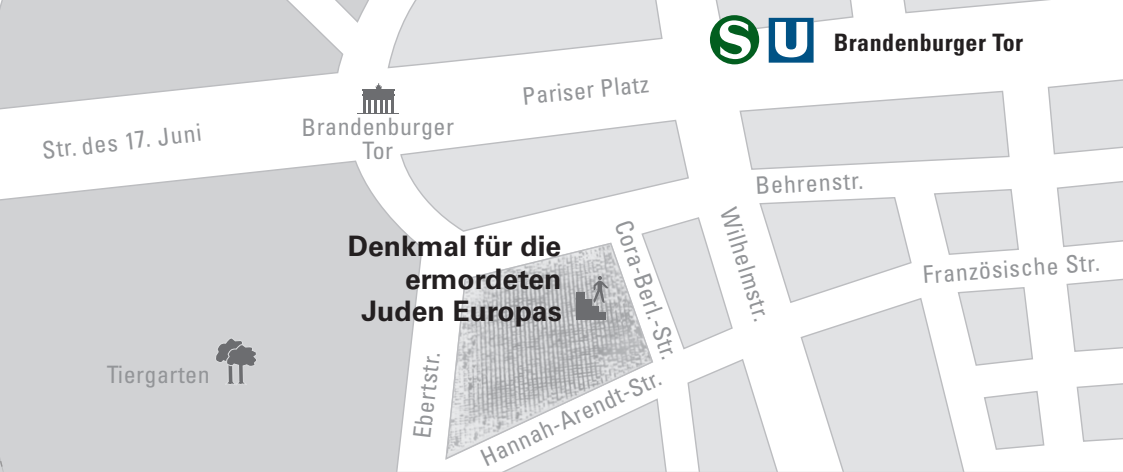 S U Brandenburger Tor
Pariser Platz
Brandenburger
Tor
Str. des 17. Juni
Behrenstr.
Denkmal für die
ermordeten
Juden Europas
Cora-Berl.-Str.
Wilhelmstr.
Französische Str.
Tiergarten
Ebertstr.
Hannah-Arendt-Str.